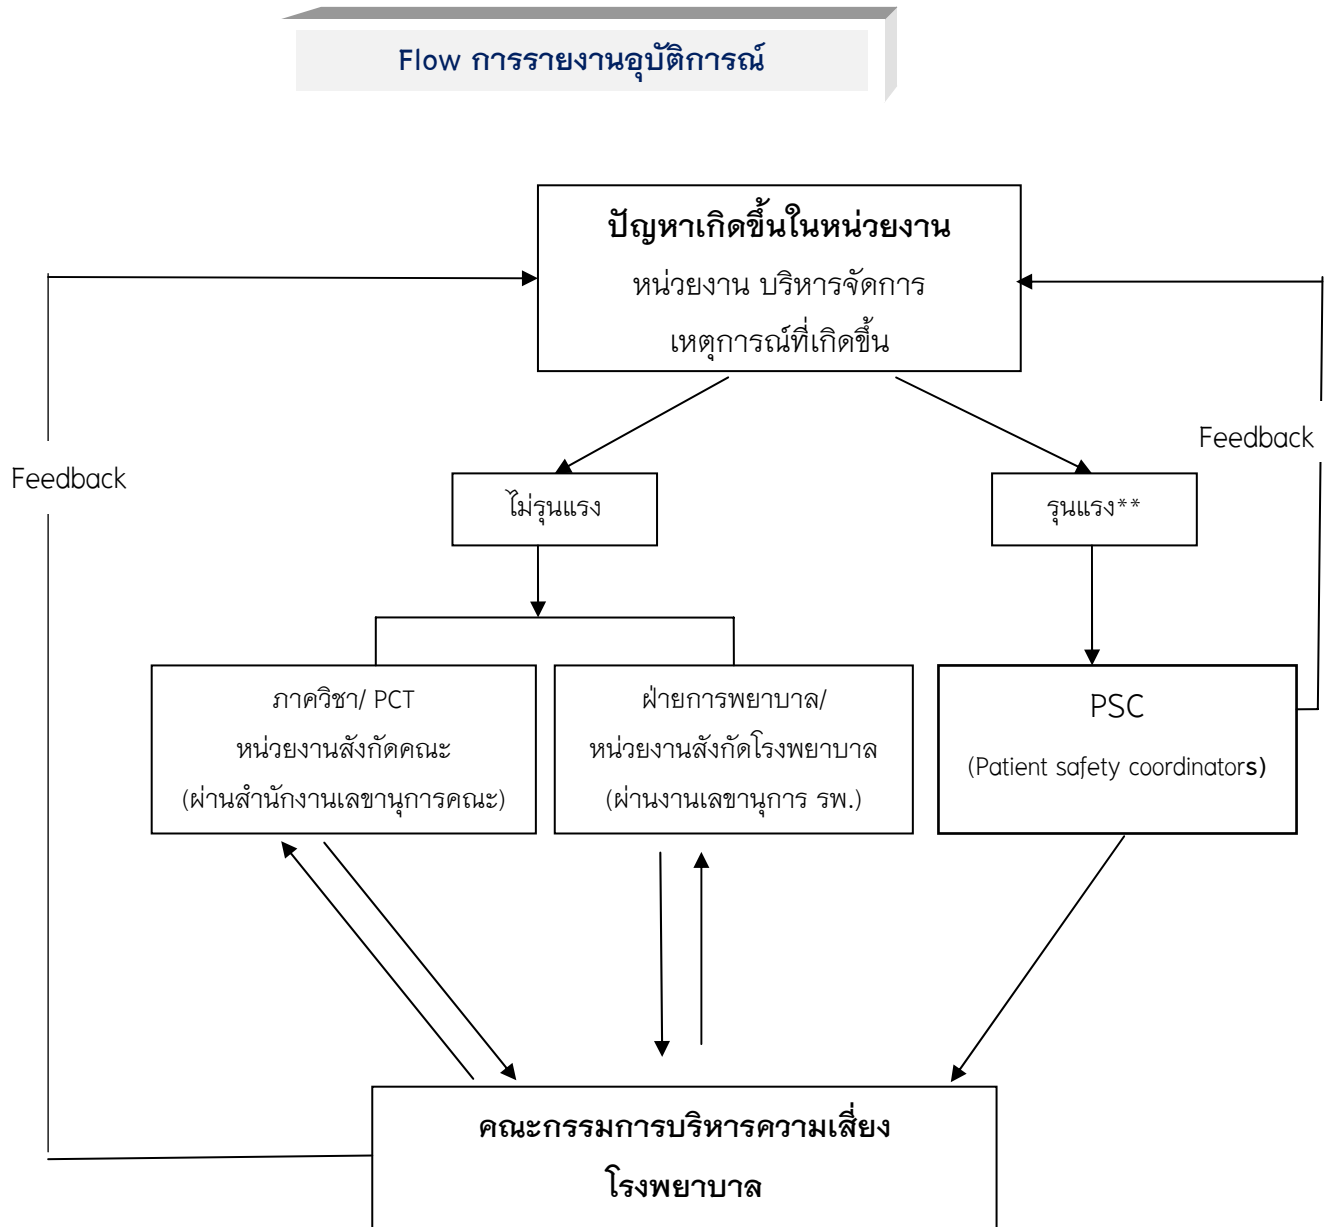 Flow การรายงานอุบัติการณ์
ปัญหาเกิดขึ้นในหน่วยงาน
หน่วยงาน บริหารจัดการ
เหตุการณ์ที่เกิดขึ้น
Feedback
Feedback
ไม่รุนแรง
รุนแรง**
ภาควิชา/ PCT
หน่วยงานสังกัดคณะ
(ผ่านสำนักงานเลขานุการคณะ)
ฝ่ายการพยาบาล/
หน่วยงานสังกัดโรงพยาบาล
(ผ่านงานเลขานุการ รพ.)
PSC
(Patient safety coordinators)
คณะกรรมการบริหารความเสี่ยง
โรงพยาบาล